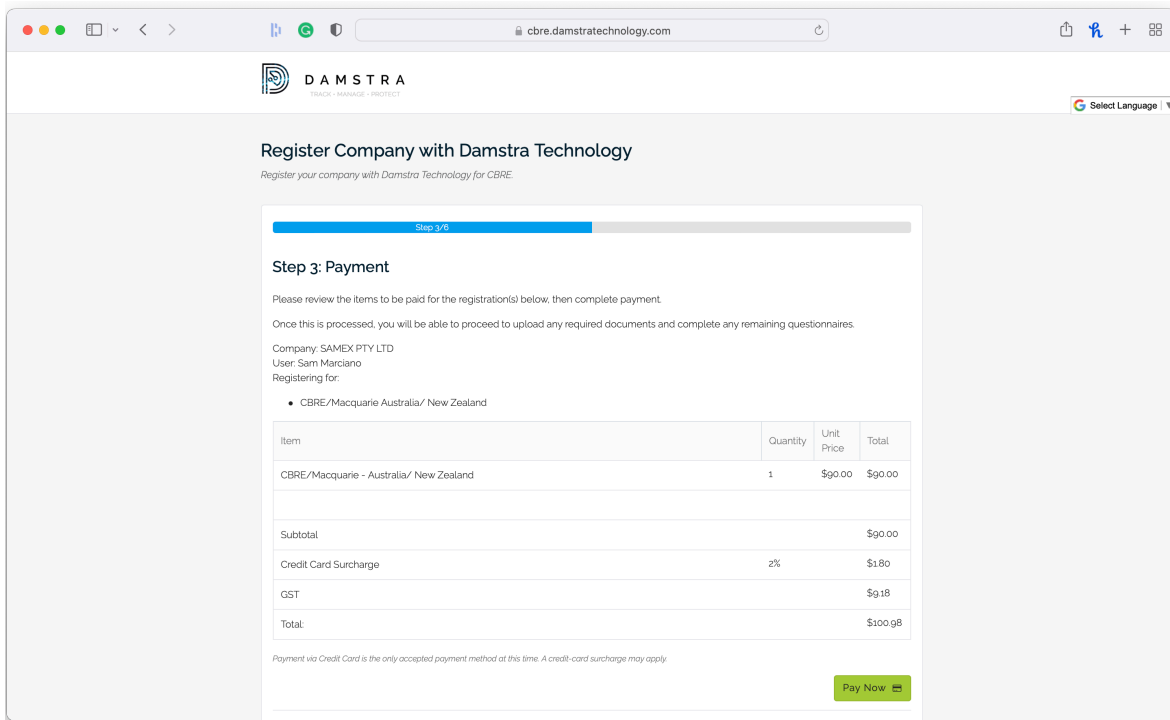 cbre.damstratechnology.com
DAMSTRA
TRACK - MANAGE - PROTECT
Select Language
Register Company with Damstra Technology
Register your company with Damstra Technology for CBRE.
Step 3/6
Step 3: Payment
Please review the items to be paid for the registration(s) below, then complete payment.
Once this is processed, you will be able to proceed to upload any required documents and complete any remaining questionnaires.
Company: SAMEX PTY LTD
User: Sam Marciano
Registering for:
CBRE/Macquarie Australia/ New Zealand
Item Quantity Unit Price Total
CBRE/Macquarie - Australia/ New Zealand 1 $90.00 $90.00
Subtotal $90.00
Credit Card Surcharge 2% $1.80
GST $9.18
Total: $100.98
Payment via Credit Card is the only accepted payment method at this time. A credit-card surcharge may apply.
Pay Now